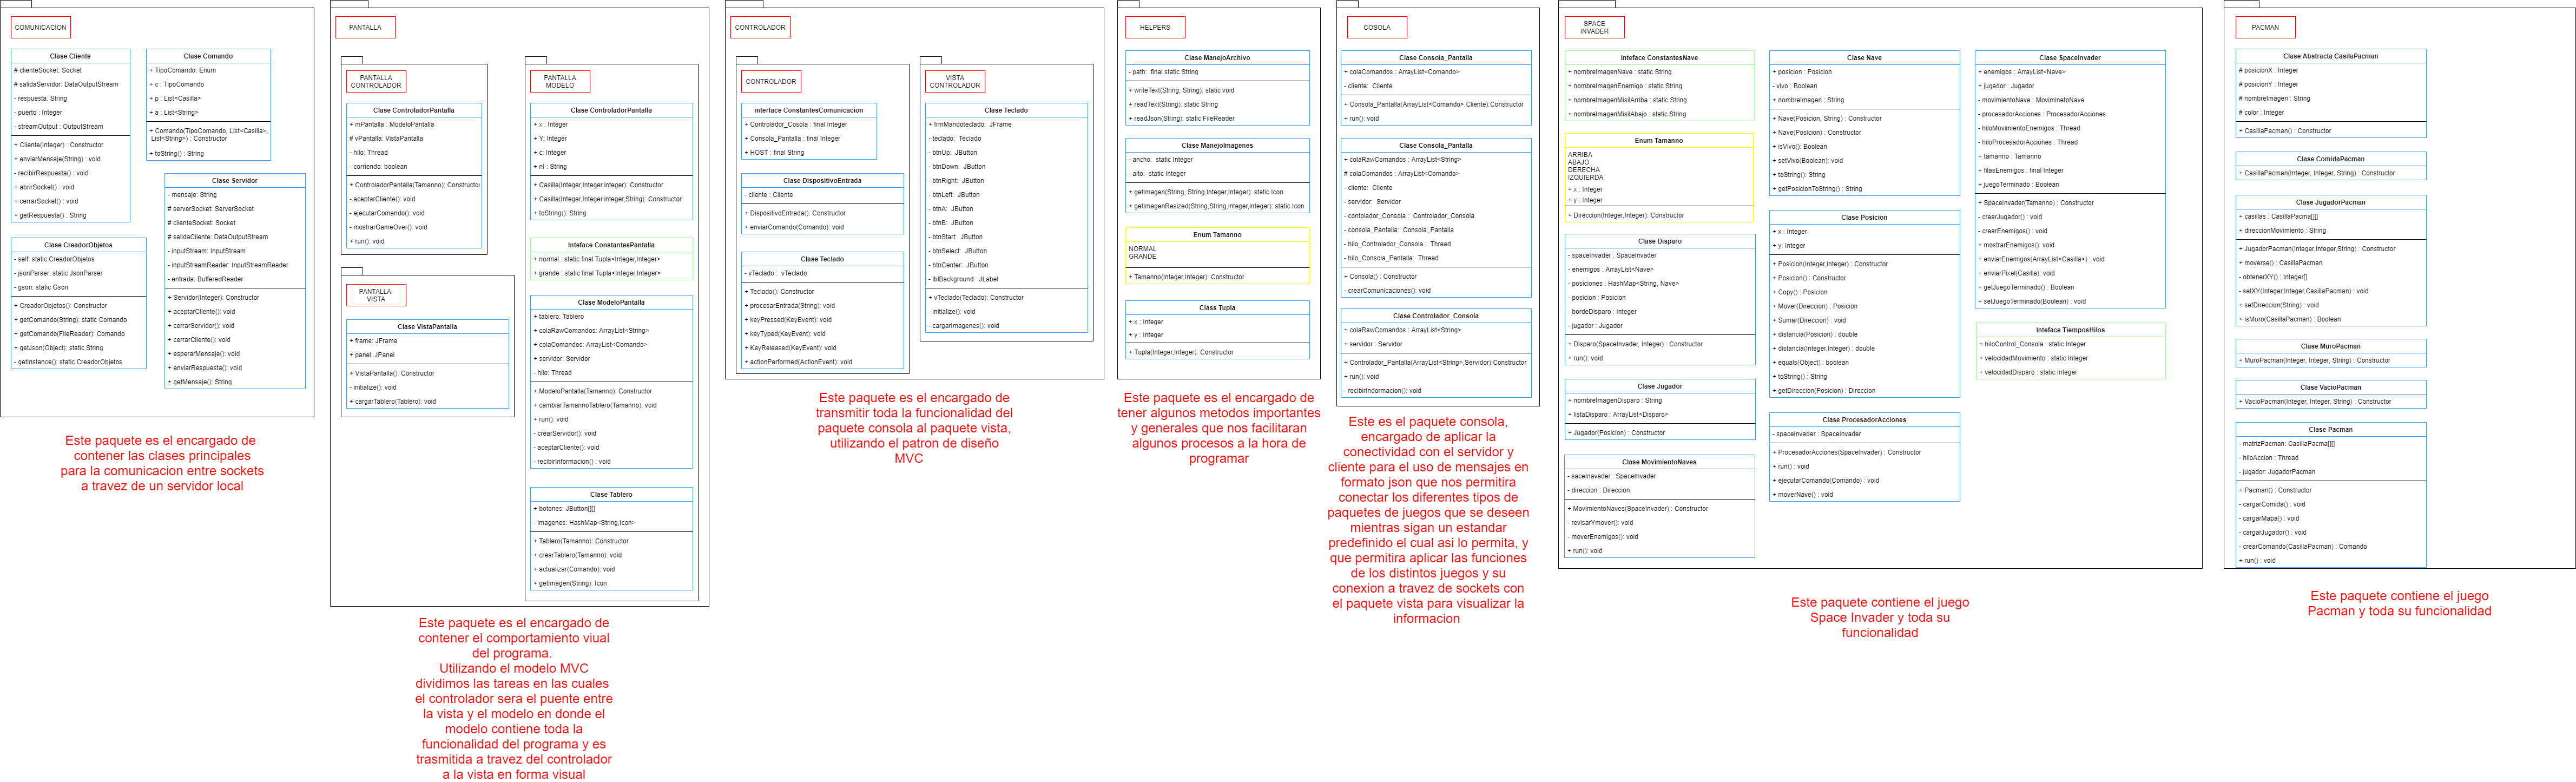 COMUNICACION
Clase Cliente
# clienteSocket: Socket
# salidaServidor: DataOutputStream
- respuesta: String
- puerto : Integer
- streamOutput : OutputStream
+ Cliente(Integer) : Constructor
+ enviarMensaje(String) : void
- recibirRespuesta() : void
+ abrirSocket() : void
+ cerrarSocket() : void
+ getRespuesta() : String
Clase Comando
+ TipoComando: Enum
+ c : TipoComando
+ p : List<Casilla>
+ a : List<String>
+ Comando(TipoComando, List<Casilla>,
List<String>) : Constructor
+ toString() : String
Clase Servidor
- mensaje: String
# serverSocket: ServerSocket
# clienteSocket: Socket
# salidaCliente: DataOutputStream
- inputStream: InputStream
- inputStreamReader: InputStreamReader
- entrada: BufferedReader
+ Servidor(Integer): Constructor
+ aceptarCliente(): void
+ cerrarServidor(): void
+ cerrarCliente(): void
+ esperarMensaje(): void
+ enviarRespuesta(): void
+ getMensaje(): String
Clase CreadorObjetos
- self: static CreadorObjetos
- jsonParser: static JsonParser
- gson: static Gson
+ CreadorObjetos(): Constructor
+ getComando(String): static Comando
+ getComando(FileReader): Comando
+ getJson(Object): static String
- getInstance(): static CreadorObjetos
Este paquete es el encargado de
contener las clases principales
para la comunicacion entre sockets
a travez de un servidor local
PANTALLA
PANTALLA
CONTROLADOR
Clase ControladorPantalla
+ mPantalla : ModeloPantalla
# vPantalla: VistaPantalla
- hilo: Thread
- corriendo: boolean
+ ControladorPantalla(Tamanno): Constructor
- aceptarCliente(): void
- ejecutarComando(): void
- mostrarGameOver(): void
+ run(): void
PANTALLA
VISTA
Clase VistaPantalla
+ frame: JFrame
+ panel: JPanel
+ VistaPantalla(): Constructor
- initialize(): void
+ cargarTablero(Tablero): void
PANTALLA
MODELO
Clase ControladorPantalla
+ x : Integer
+ Y: Integer
+ c: Integer
+ nI : String
+ Casilla(Integer,Integer,integer): Constructor
+ Casilla(Integer,Integer,integer,String): Constructor
+ toString(): String
Inteface ConstantesPantalla
+ normal : static final Tupla<Integer,Integer>
+ grande : static final Tupla<Integer,Integer>
Clase ModeloPantalla
+ tablero: Tablero
+ colaRawComandos: ArrayList<String>
+ colaComandos: ArrayList<Comando>
+ servidor: Servidor
- hilo: Thread
+ ModeloPantalla(Tamanno): Constructor
+ cambiarTamannoTablero(Tamanno): void
+ run(): void
- crearServidor(): void
- aceptarCliente(): void
- recibirInformacion() : void
Clase Tablero
+ botones: JButton[][]
- imagenes: HashMap<String,Icon>
+ Tablero(Tamanno): Constructor
+ crearTablero(Tamanno): void
+ actualizar(Comando): void
+ getImagen(String): Icon
Este paquete es el encargado de
contener el comportamiento viual
del programa.
Utilizando el modelo MVC
dividimos las tareas en las cuales
el controlador sera el puente entre
la vista y el modelo en donde el
modelo contiene toda la
funcionalidad del programa y es
trasmitida a travez del controlador
a la vista en forma visual
CONTROLADOR
CONTROLADOR
interface ConstantesComunicacion
+ Controlador_Cosola : final Integer
+ Consola_Pantalla : final Integer
+ HOST : final String
Clase DispositivoEntrada
- cliente : Cliente
+ DispositivoEntrada(): Constructor
+ enviarComando(Comando): void
Clase Teclado
- vTeclado : vTeclado
+ Teclado(): Constructor
+ procesarEntrada(String): void
+ keyPressed(KeyEvent): void
+ keyTyped(KeyEvent): void
+ KeyReleased(KeyEvent): void
+ actionPerformed(ActionEvent): void
VISTA
CONTROLADOR
Clase Teclado
+ frmMandoteclado: JFrame
- teclado: Teclado
- btnUp: JButton
- btnDown: JButton
- btnRight: JButton
- btnLeft: JButton
- btnA: JButton
- btnB: JButton
- btnStart: JButton
- btnSelect: JButton
- btnCenter: JButton
- lblBackground: JLabel
+ vTeclado(Teclado): Constructor
- initialize(): void
- cargarImagenes(): void
Este paquete es el encargado de
transmitir toda la funcionalidad del
paquete consola al paquete vista,
utilizando el patron de diseño
MVC
HELPERS
Clase ManejoArchivo
- path: final static String
+ writeText(String, String): static void
+ readText(String): static String
+ readJson(String): static FileReader
Clase ManejoImagenes
- ancho: static Integer
- alto: static Integer
+ getImagen(String, String,Integer,Integer): static Icon
+ getImagenResized(String,String,integer,integer): static Icon
Enum Tamanno
NORMAL
GRANDE
+ Tamanno(Integer,Integer): Constructor
Class Tupla
+ x : Integer
+ y : Integer
+ Tupla(Integer,Integer): Constructor
Este paquete es el encargado de
tener algunos metodos importantes
y generales que nos facilitaran
algunos procesos a la hora de
programar
COSOLA
Clase Consola_Pantalla
+ colaComandos : ArrayList<Comando>
- cliente: Cliente
+ Consola_Pantalla(ArrayList<Comando>,Cliente):Constructor
+ run(): void
Clase Consola_Pantalla
+ colaRawComandos : ArrayList<String>
# colaComandos : ArrayList<Comando>
- cliente: Cliente
- servidor: Servidor
- contolador_Consola : Controlador_Consola
- consola_Pantalla: Consola_Pantalla
- hilo_Controlador_Consola : Thread
- hilo_Consola_Pantalla: Thread
+ Consola() : Constructor
- crearComunicaciones(): void
Clase Controlador_Consola
+ colaRawComandos : ArrayList<String>
+ servidor : Servidor
+ Controlador_Pantalla(ArrayList<String>,Servidor):Constructor
+ run(): void
- recibirIndormacion(): void
Este es el paquete consola,
encargado de aplicar la
conectividad con el servidor y
cliente para el uso de mensajes en
formato json que nos permitira
conectar los diferentes tipos de
paquetes de juegos que se deseen
mientras sigan un estandar
predefinido el cual asi lo permita, y
que permitira aplicar las funciones
de los distintos juegos y su
conexion a travez de sockets con
el paquete vista para visualizar la
informacion
SPACE
INVADER
Inteface ConstantesNave
+ nombreImagenNave : static String
+ nombreImagenEnemigo : static String
+ nombreImagenMisilArriba : static String
+ nombreImagenMisilAbajo : static String
Enum Tamanno
ARRIBA
ABAJO
DERECHA
IZQUIERDA
+ x : Integer
+ y : Integer
+ Direccion(Integer,Integer): Constructor
Clase Disparo
- spaceInvader : SpaceInvader
- enemigos : ArrayList<Nave>
- posiciones : HashMap<String, Nave>
- posicion : Posicion
- bordeDisparo : Integer
- jugador : Jugador
+ Disparo(SpaceInvader, Integer) : Constructor
+ run(): void
Clase Jugador
+ nombreImagenDisparo : String
+ listaDisparo : ArrayList<Disparo>
+ Jugador(Posicion) : Constructor
Clase MovimientoNaves
- saceInavader : SpaceInvader
- direccion : Direccion
+ MovimientoNaves(SpaceInvader) : Constructor
- revisarYmover(): void
- moverEnemigos(): void
+ run(): void
Clase Nave
+ posicion : Posicion
- vivo : Boolean
+ nombreImagen : String
+ Nave(Posicion, String) : Constructor
+ Nave(Posicion) : Constructor
+ isVivo(): Boolean
+ setVivo(Boolean): void
+ toString(): String
+ getPosicionToString() : String
Clase Posicion
+ x : Integer
+ y: Integer
+ Posicion(Integer,Integer) : Constructor
+ Posicion() : Constructor
+ Copy() : Posicion
+ Mover(Direccion) : Posicion
+ Sumar(Direccion) : void
+ distancia(Posicion) : double
+ distancia(Integer,Integer) : double
+ equals(Object) : boolean
+ toString() : String
+ getDireccion(Posicion) : Direccion
Clase ProcesadorAcciones
- spaceInvader : SpaceInvader
+ ProcesadorAcciones(SpaceInvader) : Constructor
+ run() : void
+ ejecutarComando(Comando) : void
+ moverNave() : void
Clase SpaceInvader
+ enemigos : ArrayList<Nave>
+ jugador : Jugador
- movimientoNave : MoviminetoNave
- procesadorAcciones : ProcesadorAcciones
- hiloMovimientoEnemigos : Thread
- hiloProcesadorAcciones : Thread
+ tamanno : Tamanno
+ filasEnemigos : final Integer
+ juegoTerminado : Boolean
+ SpaceInvader(Tamanno) : Constructor
- crearJugador() : void
- crearEnemigos() : void
+ mostrarEnemigos(): void
+ enviarEnemigos(ArrayList<Casilla>) : void
+ enviarPixel(Casilla): void
+ getJuegoTerminado() : Boolean
+ setJuegoTerminado(Boolean) : void
Inteface TiemposHilos
+ hiloControl_Consola : static Integer
+ velocidadMovimiento : static Integer
+ velocidadDisparo : static Integer
Este paquete contiene el juego
Space Invader y toda su
funcionalidad
PACMAN
Clase Abstracta CasillaPacman
# posicionX : Integer
# posicionY : Integer
# nombreImagen : String
# color : Integer
+ CasillaPacman() : Constructor
Clase ComidaPacman
+ CasillaPacman(Integer, Integer, String) : Constructor
Clase JugadorPacman
+ casillas : CasillaPacma[][]
+ direccionMovimiento : String
+ JugadorPacman(Integer,Integer,String) : Constructor
+ moverse() : CasillaPacman
- obtenerXY() : Integer[]
- setXY(Integer,Integer,CasillaPacman) : void
+ setDireccion(String) : void
+ isMuro(CasillaPacman) : Boolean
Clase MuroPacman
+ MuroPacman(Integer, Integer, String) : Constructor
Clase VacioPacman
+ VacioPacman(Integer, Integer, String) : Constructor
Clase Pacman
- matrizPacman: CasillaPacma[][]
- hiloAccion : Thread
- jugador: JugadorPacman
+ Pacman() : Constructor
- cargarComida() : void
- cargarMapa() : void
- cargarJugador() : void
- crearComando(CasillaPacman) : Comando
+ run() : void
Este paquete contiene el juego
Pacman y toda su funcionalidad